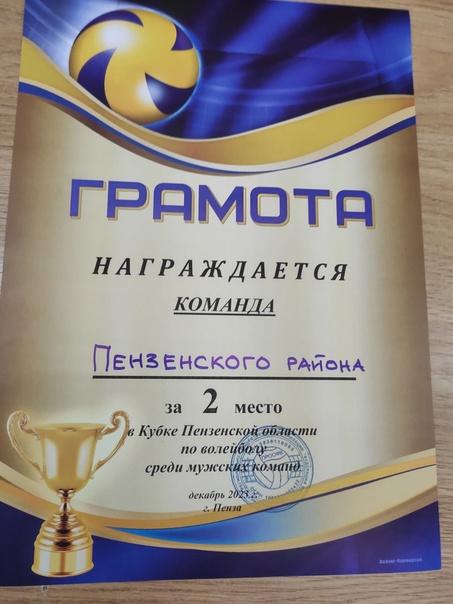 ГРАМОТА
НАГРАЖДАЕТСЯ
КОМАНДА
ПЕНЗЕНСКОГО РАЙОНА
за 2 место
в Кубке Пензенской области
по волейболу
среди мужских команд
декабрь 2023 г.
г. Пенза